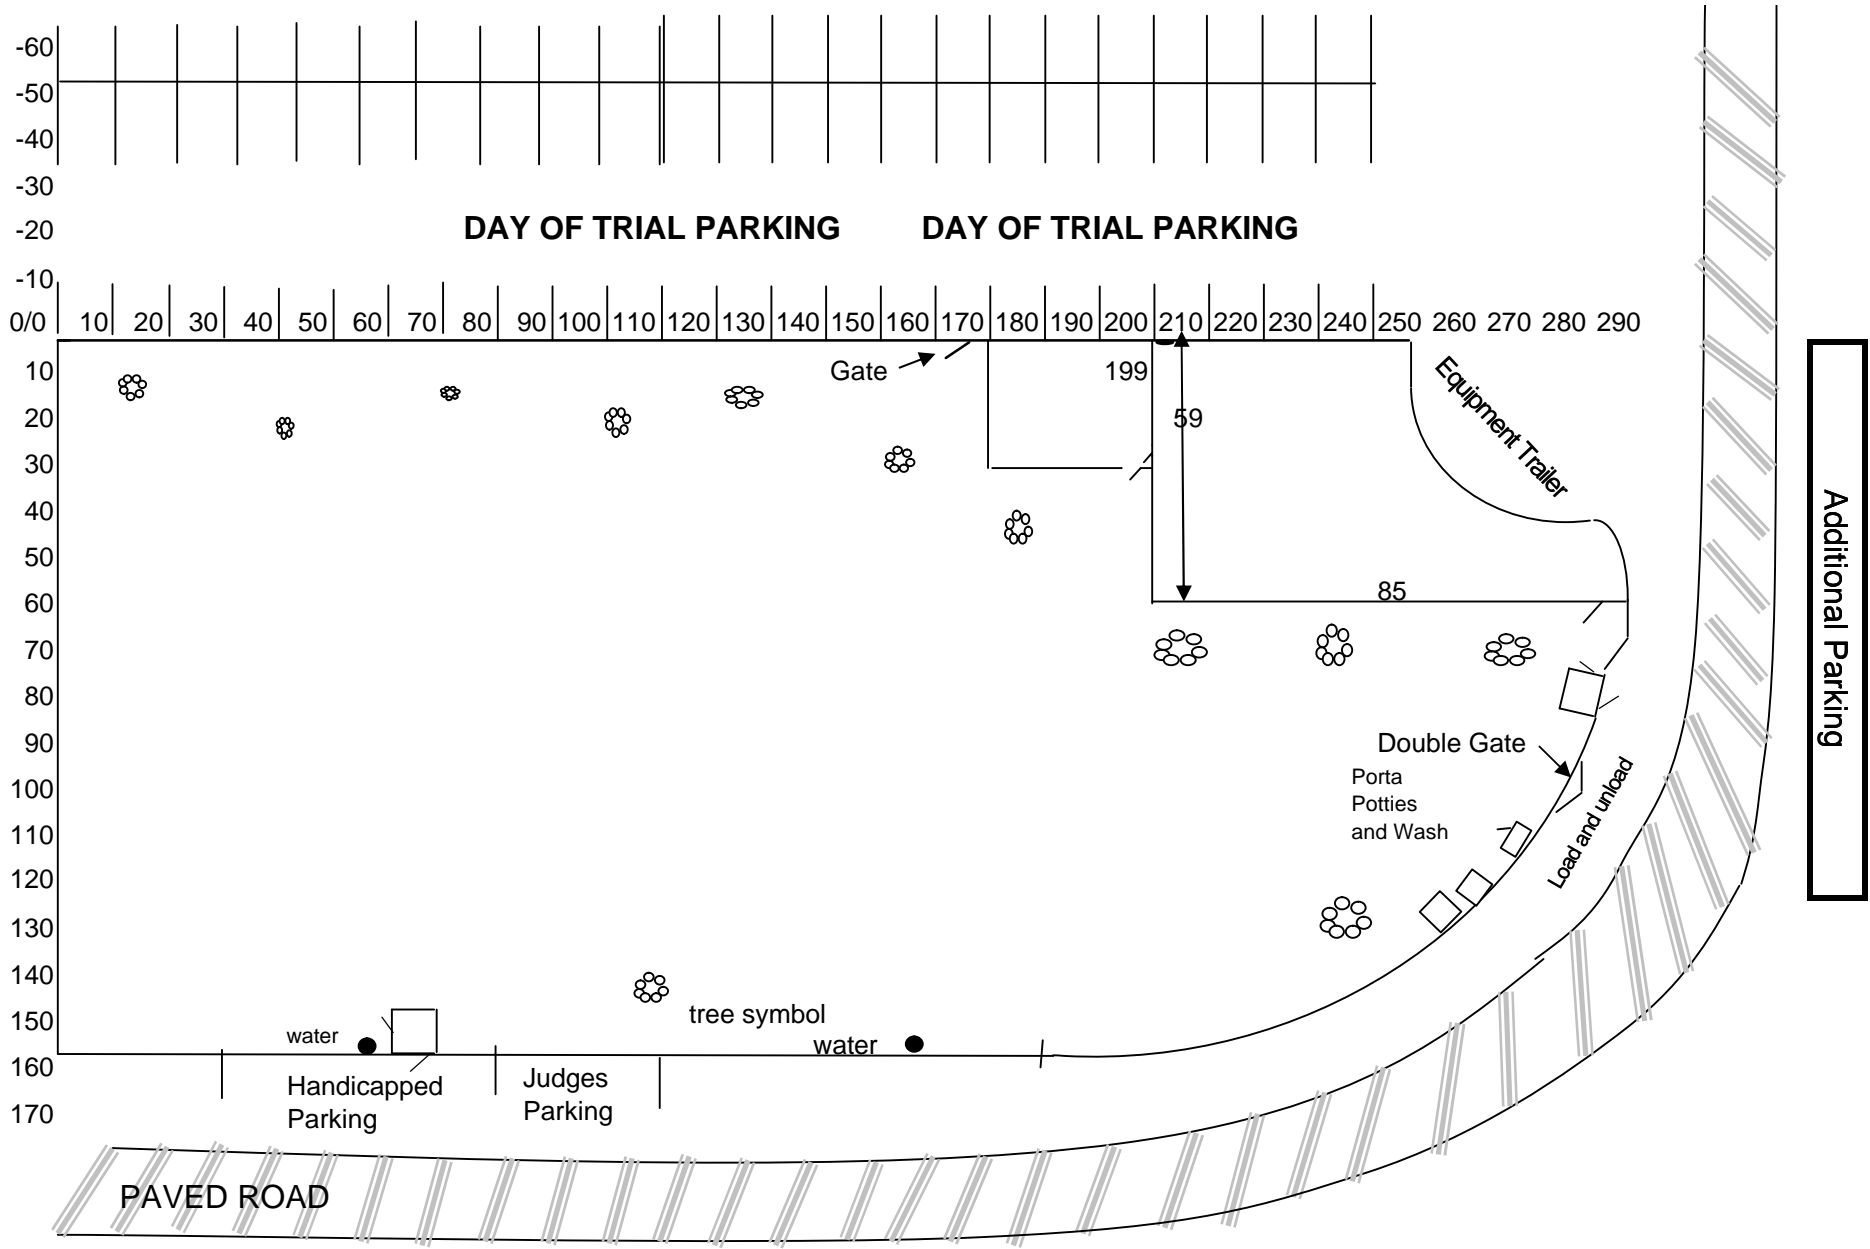 -60
-50
-40
-30
-20
-10
DAY OF TRIAL PARKING DAY OF TRIAL PARKING
0/0 10 20 30 40 50 60 70 80 90 100 110 120 130 140 150 160 170 180 190 200 210 220 230 240 250 260 270 280 290
10
20
30
40
50
60
70
80
90
100
110
120
130
140
150
160
170
Gate
199
59
85
Equipment Trailer
Additional Parking
Double Gate
Porta
Potties
and Wash
Load and unload
tree symbol
water
water
Handicapped
Parking
Judges
Parking
PAVED ROAD